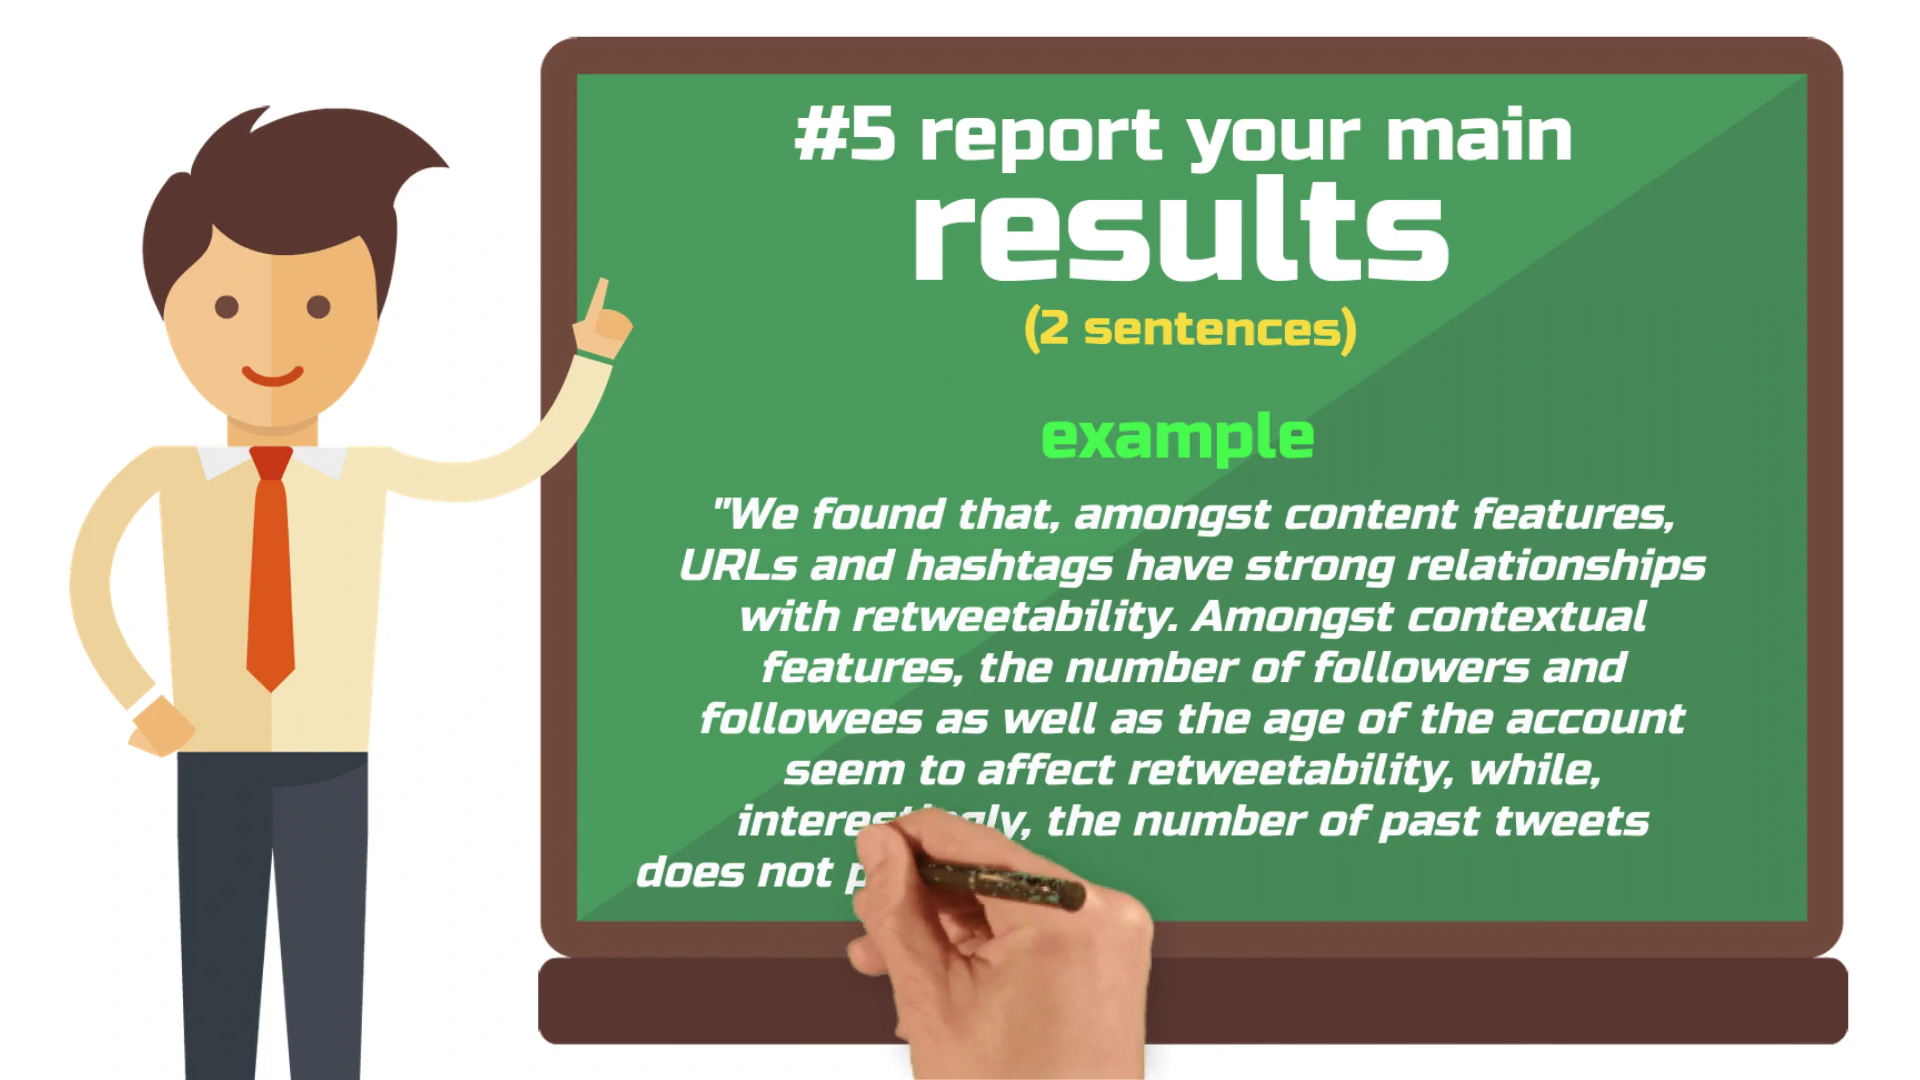 #5 report your main
results
(2 sentences)
example
"We found that, amongst content features,
URLs and hashtags have strong relationships
with retweetability. Amongst contextual
features, the number of followers and
followees as well as the age of the account
seem to affect retweetability, while,
interestingly, the number of past tweets
does not